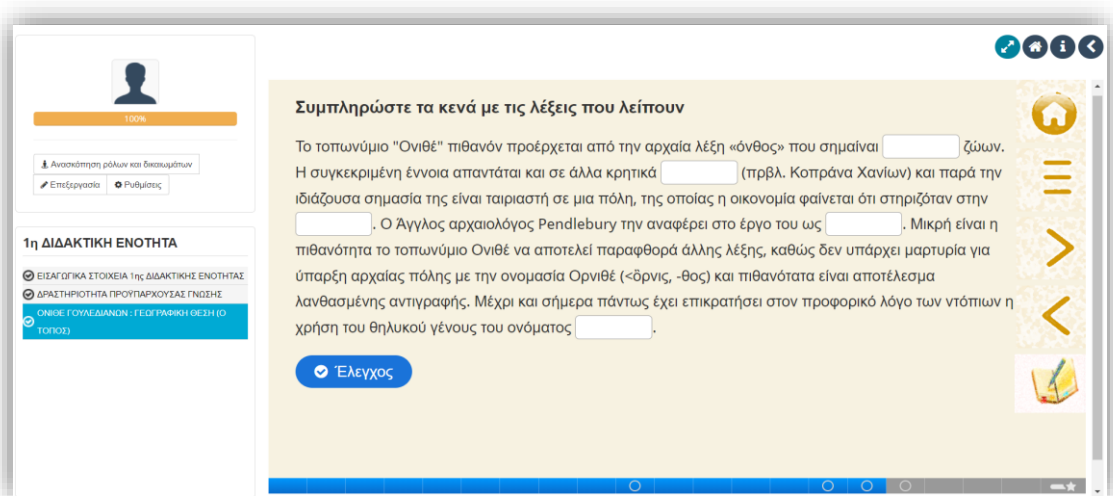 100%
Ανασκόπηση ρόλων και δικαιωμάτων
Επεξεργασία
Ρυθμίσεις
1η ΔΙΔΑΚΤΙΚΗ ΕΝΟΤΗΤΑ
ΕΙΣΑΓΩΓΙΚΑ ΣΤΟΙΧΕΙΑ 1ης ΔΙΔΑΚΤΙΚΗΣ ΕΝΟΤΗΤΑΣ
ΔΡΑΣΤΗΡΙΟΤΗΤΑ ΠΡΟΫΠΑΡΧΟΥΣΑΣ ΓΝΩΣΗΣ
ΟΝΙΘΕ ΓΟΥΛΕΔΙΑΝΩΝ : ΓΕΩΓΡΑΦΙΚΗ ΘΕΣΗ (Ο
ΤΟΠΟΣ)
Συμπληρώστε τα κενά με τις λέξεις που λείπουν
Το τοπωνύμιο "Ονιθέ" πιθανόν προέρχεται από την αρχαία λέξη «όνθος» που σημαίναι ζώων.
Η συγκεκριμένη έννοια απαντάται και σε άλλα κρητικά (πρβλ. Κοπράνα Χανίων) και παρά την
ιδιάζουσα σημασία της είναι ταιριαστή σε μια πόλη, της οποίας η οικονομία φαίνεται ότι στηριζόταν στην
. Ο Άγγλος αρχαιολόγος Pendlebury την αναφέρει στο έργο του ως . Μικρή είναι η
πιθανότητα το τοπωνύμιο Ονιθέ να αποτελεί παραφθορά άλλης λέξης, καθώς δεν υπάρχει μαρτυρία για
ύπαρξη αρχαίας πόλης με την ονομασία Ορνιθέ (<ὄρνις, -θος) και πιθανότατα είναι αποτέλεσμα
λανθασμένης αντιγραφής. Μέχρι και σήμερα πάντως έχει επικρατήσει στον προφορικό λόγο των ντόπιων η
χρήση του θηλυκού γένους του ονόματος .
Έλεγχος